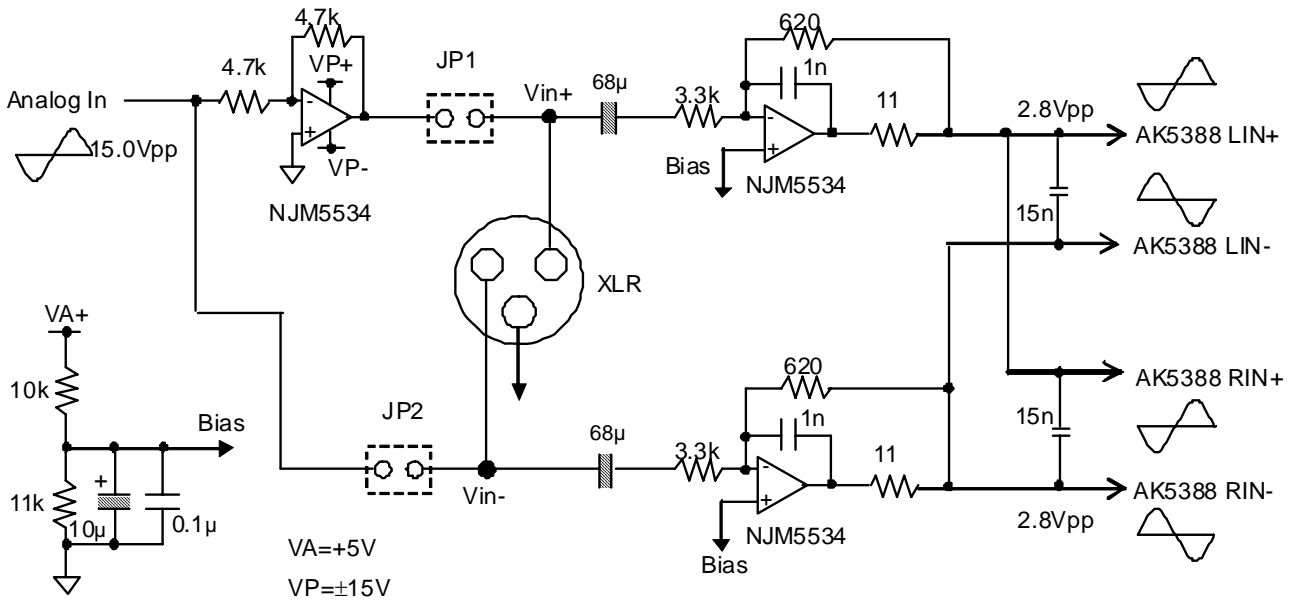 4.7k
4.7k
VP+
JP1
Vin+
68µ
620
1n
3.3k
11
2.8Vpp
Analog In
15.0Vpp
-
+
VP-
NJM5534
-
+
Bias
NJM5534
AK5388 LIN+
15n
AK5388 LIN-
XLR
VA+
10k
Bias
11k
+
10µ
0.1µ
JP2
Vin-
68µ
620
1n
3.3k
11
-
+
NJM5534
Bias
AK5388 RIN+
15n
AK5388 RIN-
2.8Vpp
VA=+5V
VP=±15V